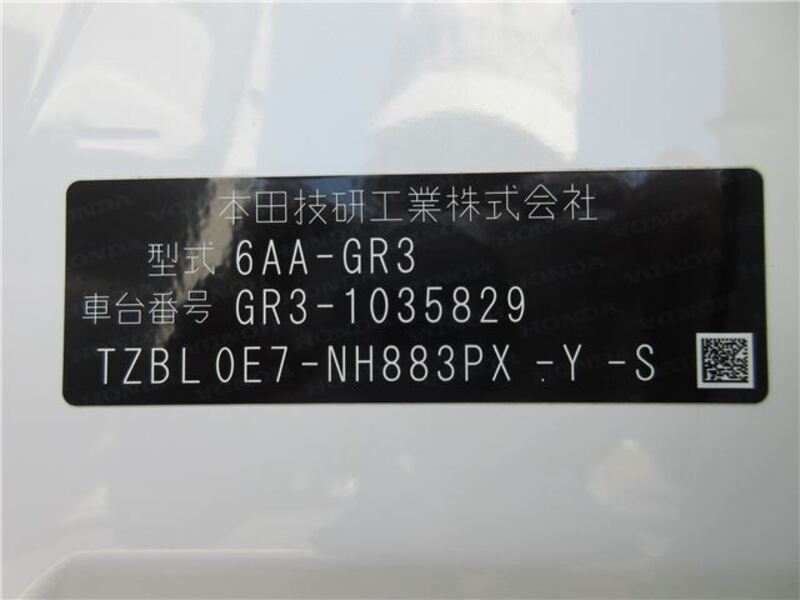 本田技研工業株式会社
型式 6AA-GR3
車台番号 GR3-1035829
TZBL0E7-NH883PX -Y -S